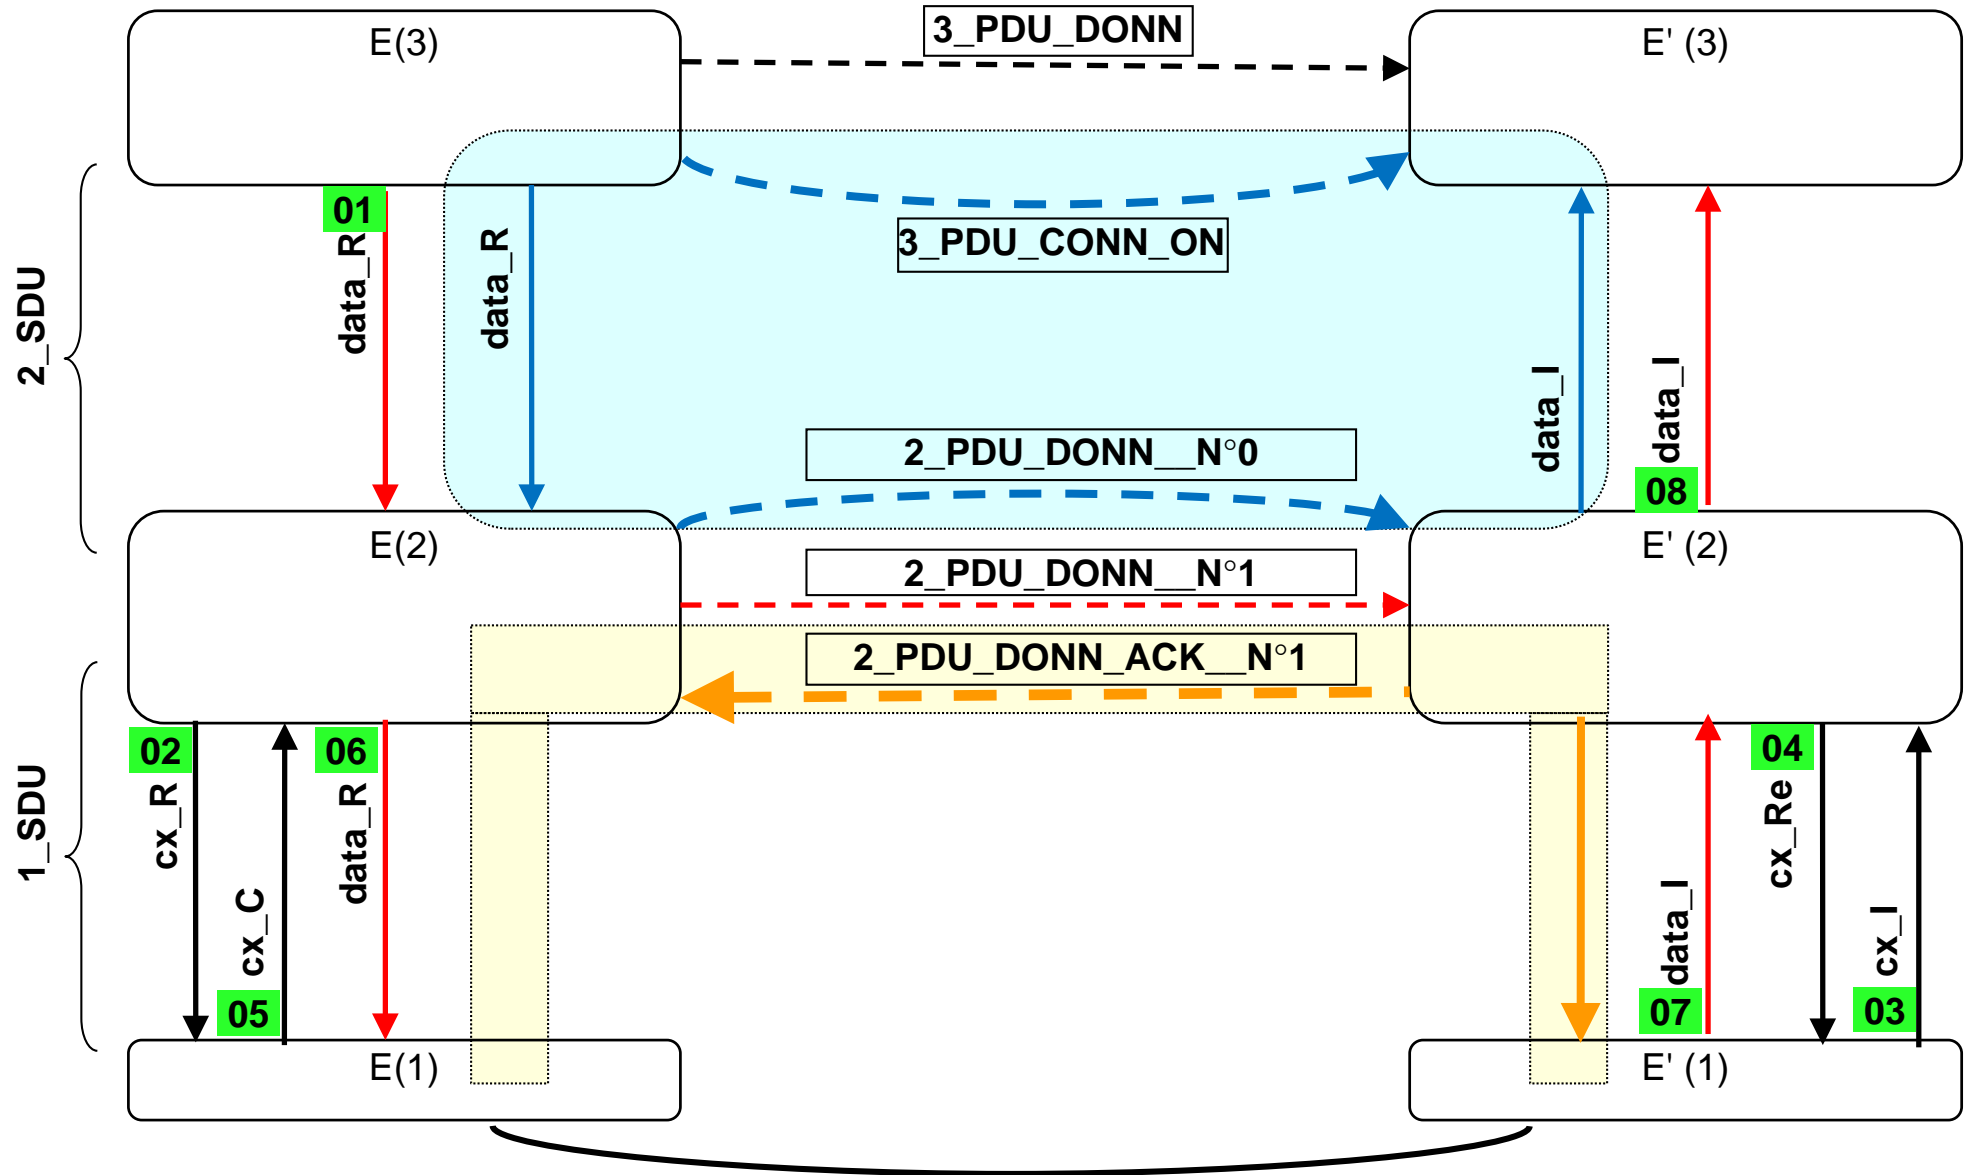 E(3)
3_PDU_DONN
E' (3)
01
data_R
data_R
3_PDU_CONN_ON
2_SDU
data_I
data_I
08
2_PDU_DONN__N°0
E(2)
E' (2)
2_PDU_DONN__N°1
2_PDU_DONN_ACK__N°1
02
cx_R
06
data_R
04
cx_Re
1_SDU
cx_C
05
data_I
07
cx_I
03
E(1)
E' (1)